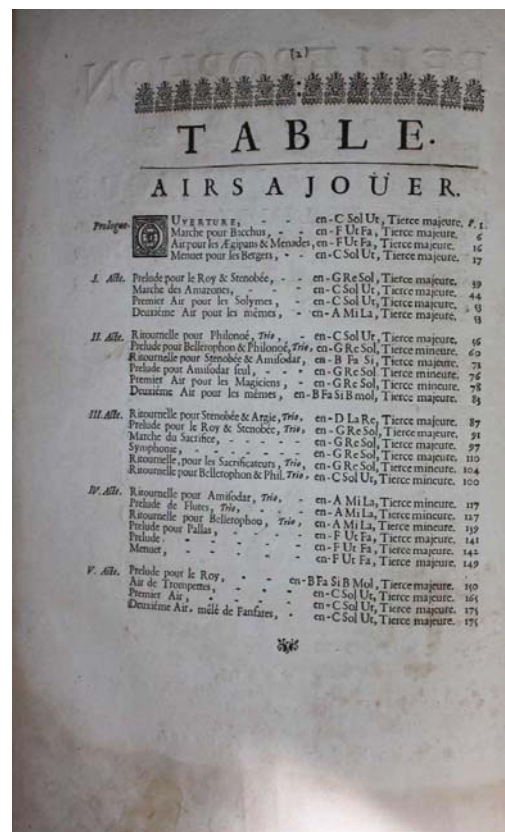 (2)
TABLE.
AIRS A JOÜER.
Prologue. OUVERTURE, - - en-C Sol Ut, Tierce majeure. P. 1.
Marche pour Bacchus, - - en-F Ut Fa, Tierce majeure. 6
Air pour les Ægipans & Menades, en-F Ut Fa, Tierce majeure. 16
Menuet pour les Bergers, - - en-C Sol Ut, Tierce majeure. 17
I. Acte. Prelude pour le Roy & Stenobée, - - en-G Re Sol, Tierce majeure. 39
Marche des Amazones, - - en-C Sol Ut, Tierce majeure. 44
Premier Air pour les Solymes, - en-C Sol Ut, Tierce majeure. 53
Deuxiéme Air pour les mêmes, - en-A Mi La, Tierce majeure. 53
II. Acte. Ritournelle pour Philonoé, Trio, - en-C Sol Ut, Tierce majeure. 56
Prelude pour Bellerophon & Philonoé, Trio, en-G Re Sol, Tierce mineure. 60
Ritournelle pour Stenobée & Amisodar, en-B Fa Si, Tierce majeure. 71
Prelude pour Amisodar seul, - - en-G Re Sol, Tierce mineure. 76
Premier Air pour les Magiciens, - en-G Re Sol, Tierce mineure. 78
Deuxiéme Air pour les mêmes, en-B Fa Si B mol, Tierce majeure. 83
III. Acte. Ritournelle pour Stenobée & Argie, Trio, en-D La Re, Tierce majeure. 87
Prelude pour le Roy & Stenobée, Trio, - en-G Re Sol, Tierce majeure. 91
Marche du Sacrifice, - - - - en-G Re Sol, Tierce majeure. 97
Symphonie, - - - - - en-G Re Sol, Tierce majeure. 110
Ritournelle, pour les Sacrificateurs, Trio, en-G Re Sol, Tierce mineure. 104
Ritournelle pour Bellerophon & Phil. Trio, en-C Sol Ut, Tierce mineure. 100
IV. Acte. Ritournelle pour Amisodar, Trio, - en-A Mi La, Tierce mineure. 117
Prelude de Flutes, Trio, - - en-A Mi La, Tierce mineure. 127
Ritournelle pour Bellerophon, Trio, en-A Mi La, Tierce mineure. 139
Prelude pour Pallas, - - - en-F Ut Fa, Tierce majeure. 141
Prelude. - - - - en-F Ut Fa, Tierce majeure. 142
Menuet, - - - - en-F Ut Fa, Tierce majeure. 149
V. Acte. Prelude pour le Roy, - - en-B Fa Si B Mol, Tierce majeure. 150
Air de Trompettes, - - - en-C Sol Ut, Tierce majeure. 165
Premier Air, - - - - en-C Sol Ut, Tierce majeure. 175
Deuxiéme Air, mêlé de Fanfares, - en-C Sol Ut, Tierce majeure. 175